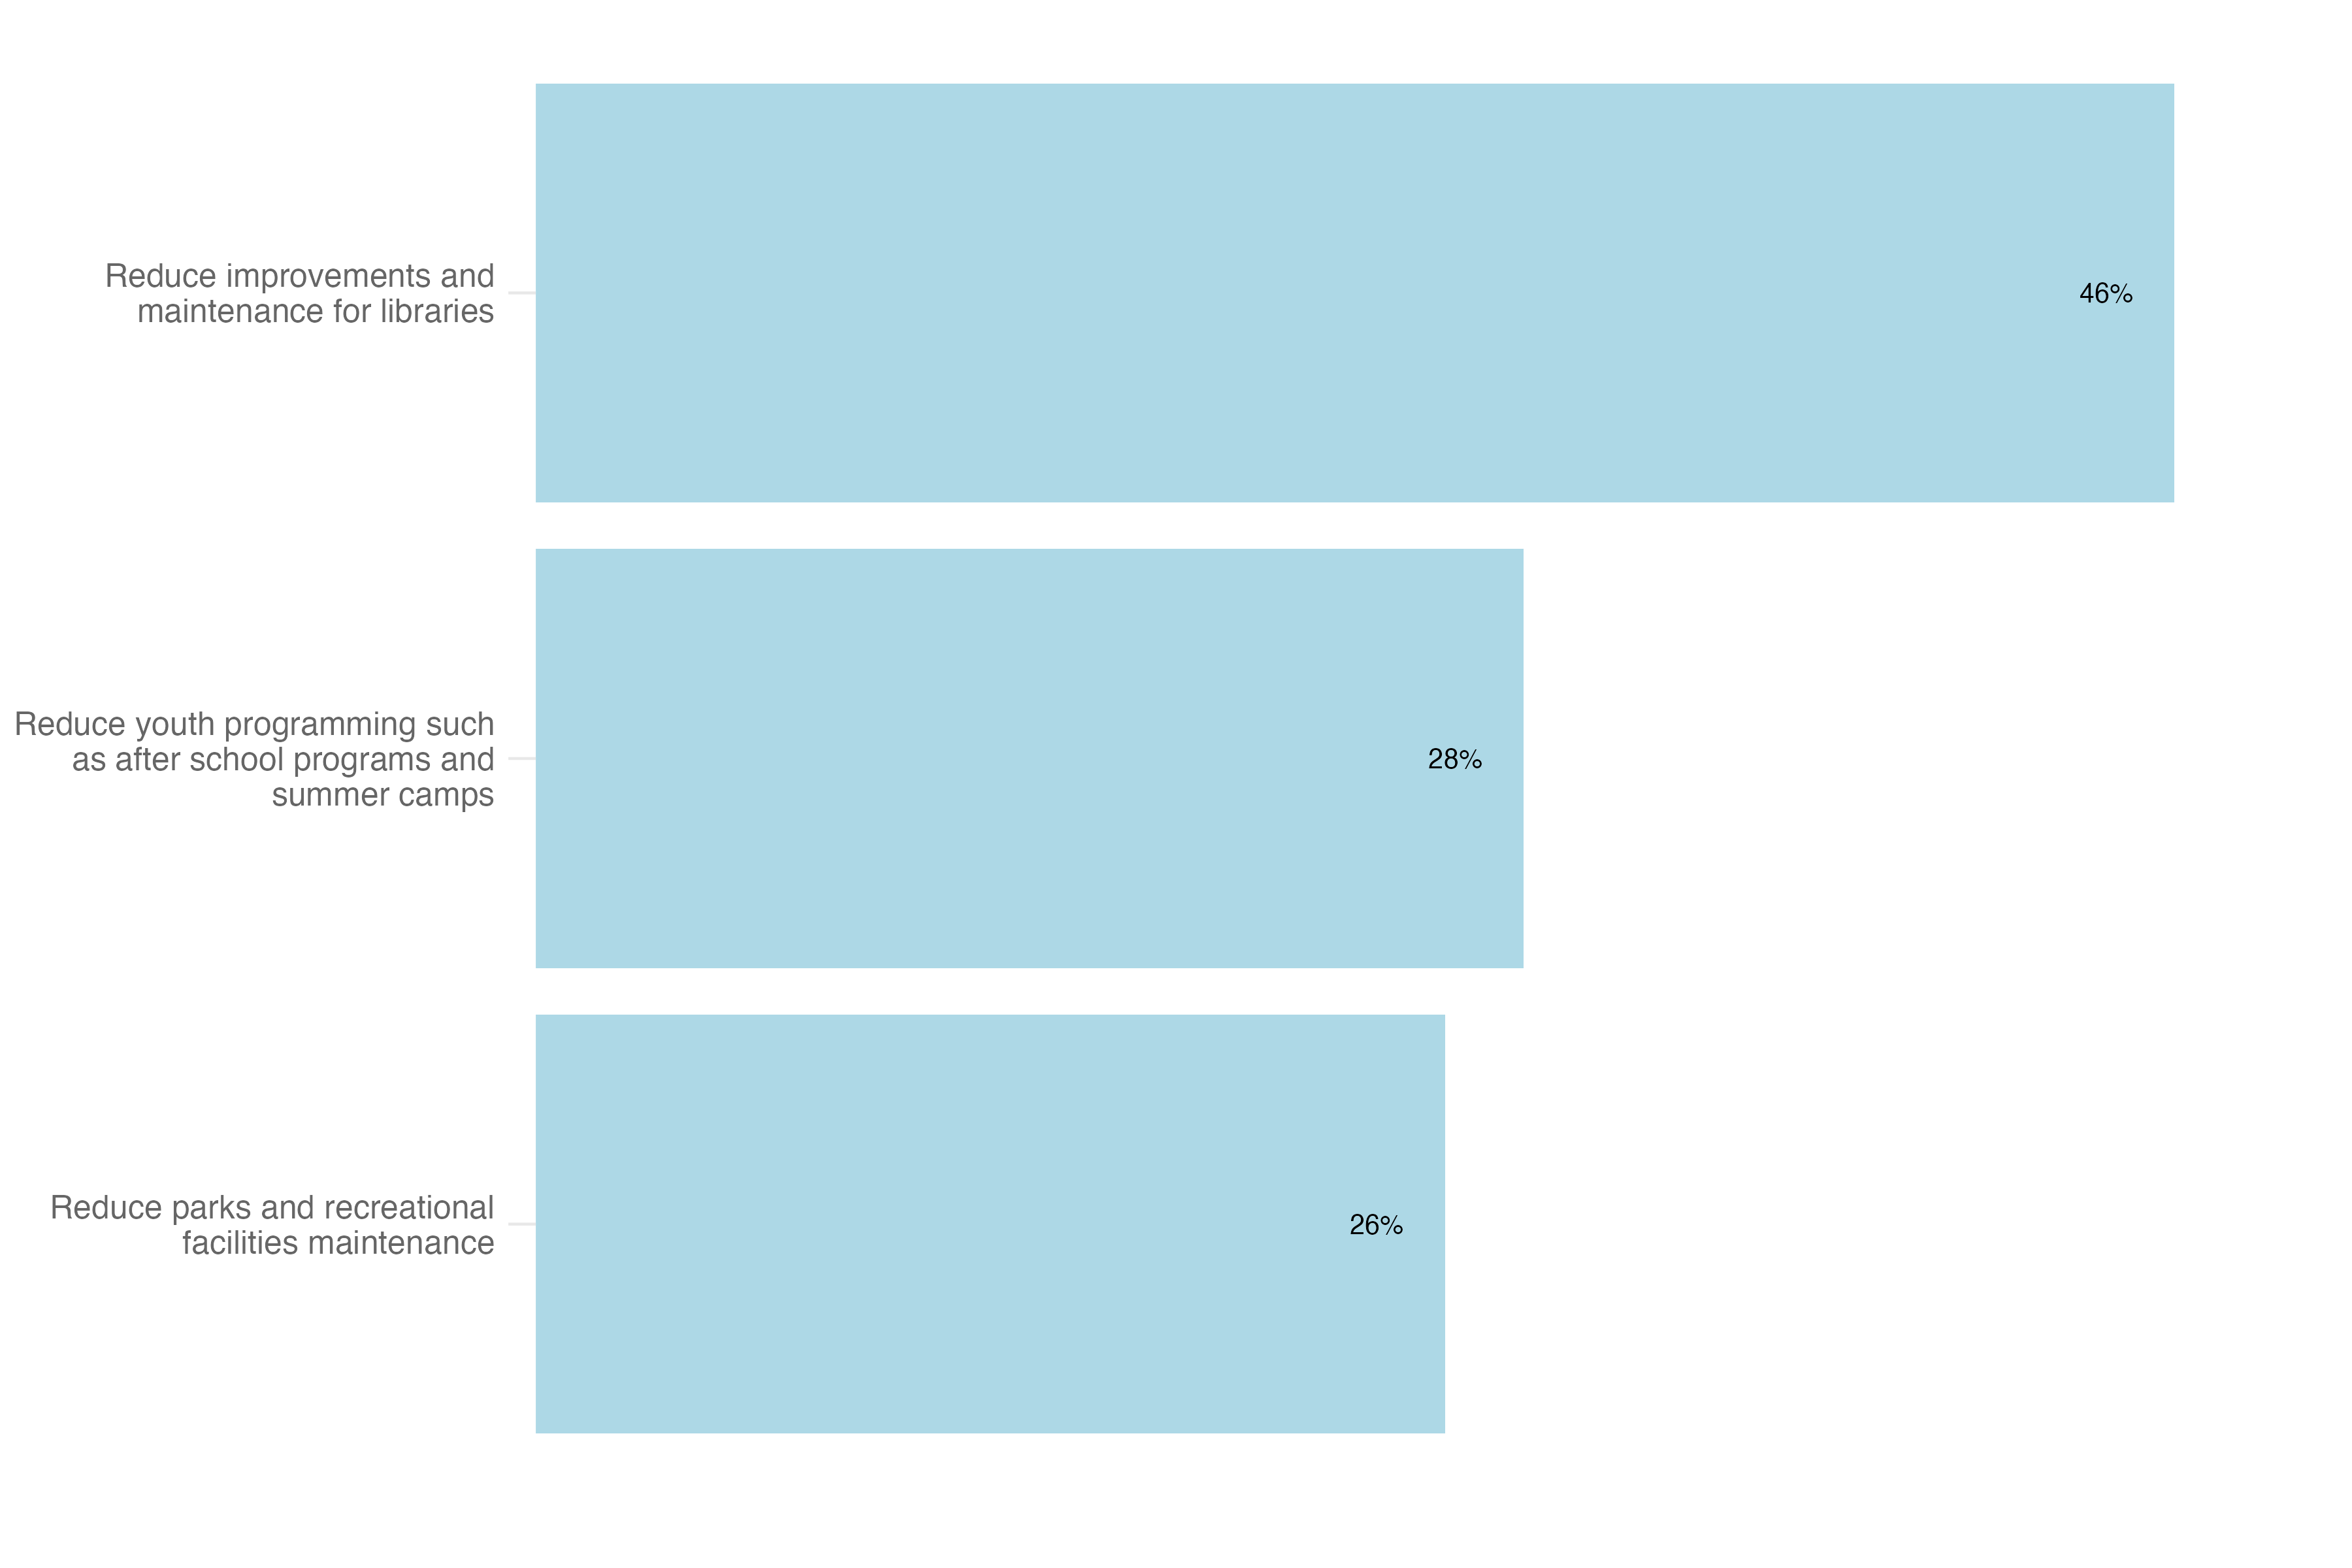 Reduce improvements and
maintenance for libraries
46%
Reduce youth programming such
as after school programs and
summer camps
28%
Reduce parks and recreational
facilities maintenance
26%